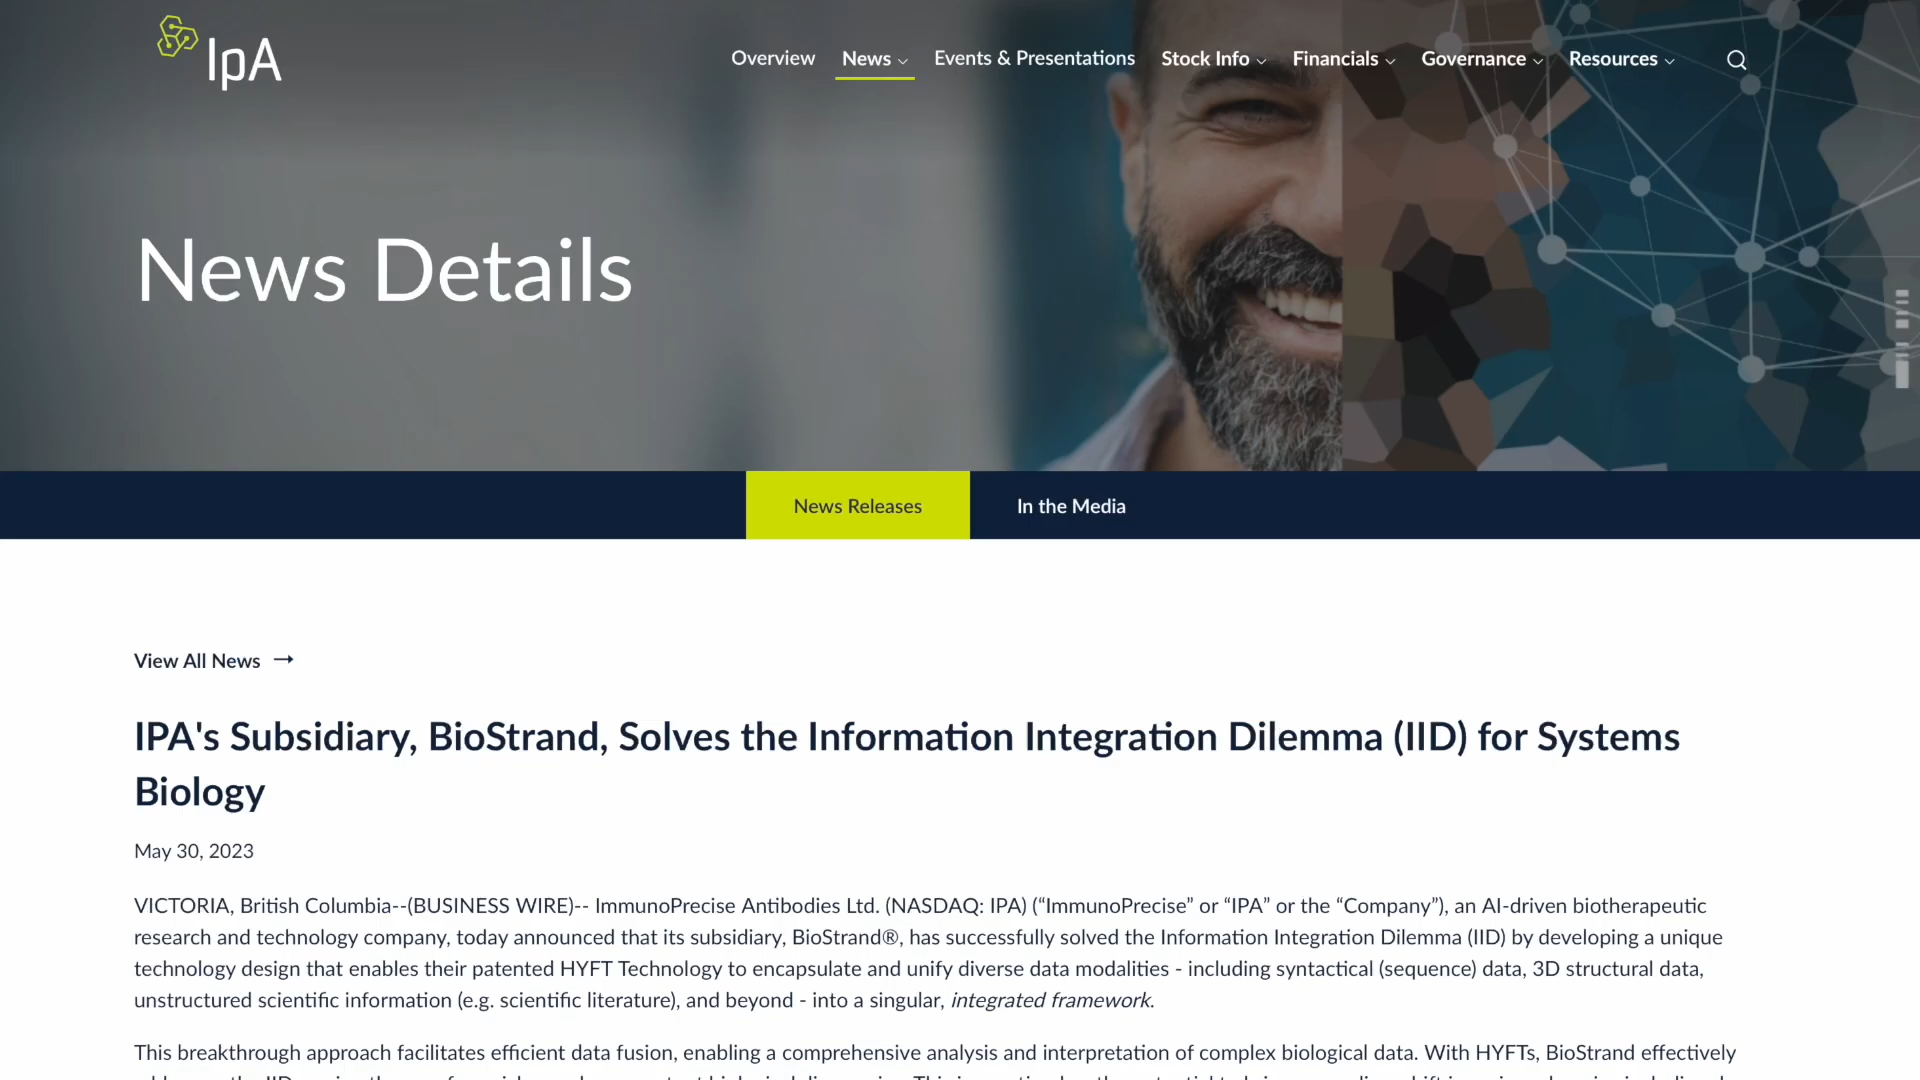 IpA
Overview News Events & Presentations Stock Info Financials Governance Resources
News Details
News Releases In the Media
View All News →
IPA's Subsidiary, BioStrand, Solves the Information Integration Dilemma (IID) for Systems
Biology
May 30, 2023
VICTORIA, British Columbia--(BUSINESS WIRE)-- ImmunoPrecise Antibodies Ltd. (NASDAQ: IPA) (“ImmunoPrecise” or “IPA” or the “Company”), an AI-driven biotherapeutic
research and technology company, today announced that its subsidiary, BioStrand®, has successfully solved the Information Integration Dilemma (IID) by developing a unique
technology design that enables their patented HYFT Technology to encapsulate and unify diverse data modalities - including syntactical (sequence) data, 3D structural data,
unstructured scientific information (e.g. scientific literature), and beyond - into a singular, integrated framework.
This breakthrough approach facilitates efficient data fusion, enabling a comprehensive analysis and interpretation of complex biological data. With HYFTs, BioStrand effectively